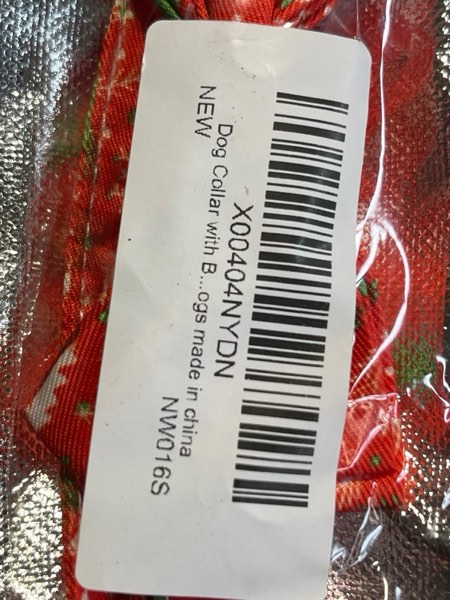 X00404NYDN
Dog Collar with B...ogs made in china
NEW
NW016S